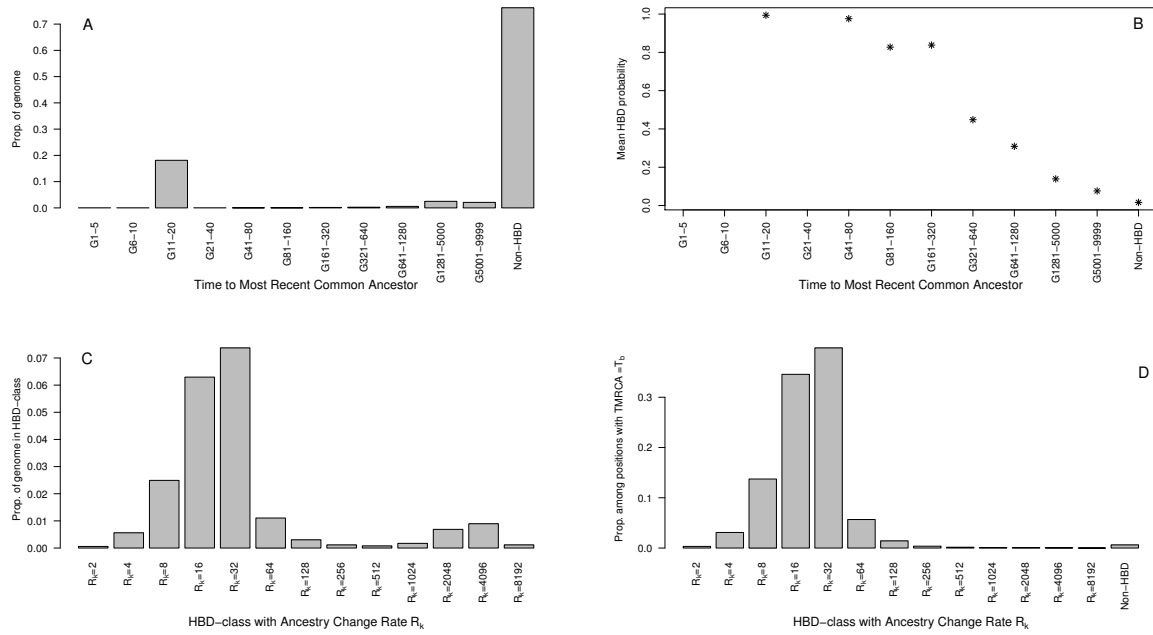 A
Prop. of genome
0.7
0.6
0.5
0.4
0.3
0.2
0.1
0.0
G1−5
G6−10
G11−20
G21−40
G41−80
G81−160
G161−320
G321−640
G641−1280
G1281−5000
G5001−9999
Non−HBD
Time to Most Recent Common Ancestor
B
Mean HBD probability
1.0
0.8
0.6
0.4
0.2
0.0
G1−5
G6−10
G11−20
G21−40
G41−80
G81−160
G161−320
G321−640
G641−1280
G1281−5000
G5001−9999
Non−HBD
Time to Most Recent Common Ancestor
C
Prop. of genome in HBD−class
0.07
0.06
0.05
0.04
0.03
0.02
0.01
0.00
Rk=2
Rk=4
Rk=8
Rk=16
Rk=32
Rk=64
Rk=128
Rk=256
Rk=512
Rk=1024
Rk=2048
Rk=4096
Rk=8192
HBD−class with Ancestry Change Rate Rk
D
Prop. among positions with TMRCA =Tb
0.3
0.2
0.1
0.0
Rk=2
Rk=4
Rk=8
Rk=16
Rk=32
Rk=64
Rk=128
Rk=256
Rk=512
Rk=1024
Rk=2048
Rk=4096
Rk=8192
Non−HBD
HBD−class with Ancestry Change Rate Rk